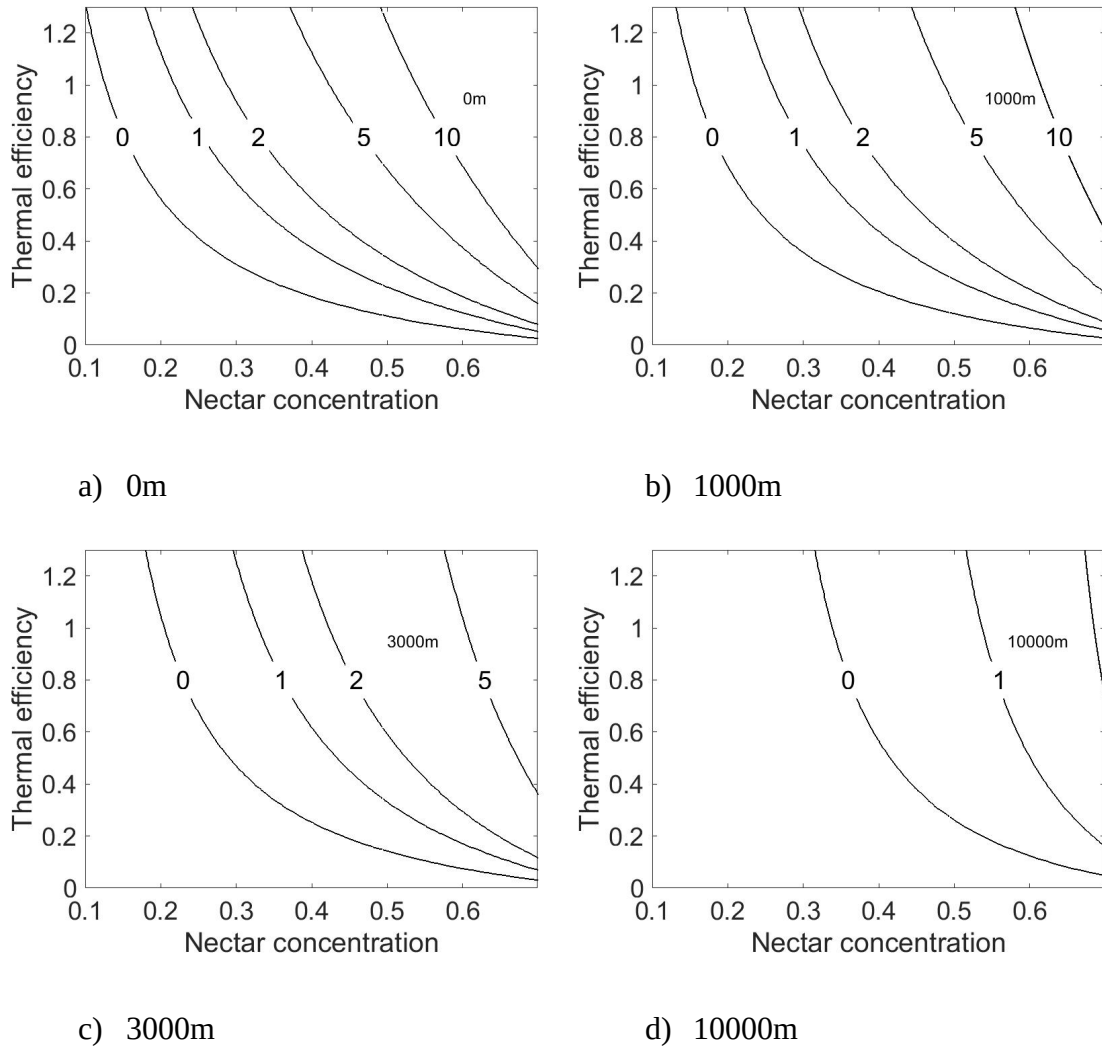 1.2
1
0.8
0.6
0.4
0.2
0
Thermal efficiency
0m
0 1 2 5 10
0.1 0.2 0.3 0.4 0.5 0.6
Nectar concentration
a) 0m
1.2
1
0.8
0.6
0.4
0.2
0
Thermal efficiency
1000m
0 1 2 5 10
0.1 0.2 0.3 0.4 0.5 0.6
Nectar concentration
b) 1000m
1.2
1
0.8
0.6
0.4
0.2
0
Thermal efficiency
3000m
0 1 2 5
0.1 0.2 0.3 0.4 0.5 0.6
Nectar concentration
c) 3000m
1.2
1
0.8
0.6
0.4
0.2
0
Thermal efficiency
10000m
0 1
0.1 0.2 0.3 0.4 0.5 0.6
Nectar concentration
d) 10000m